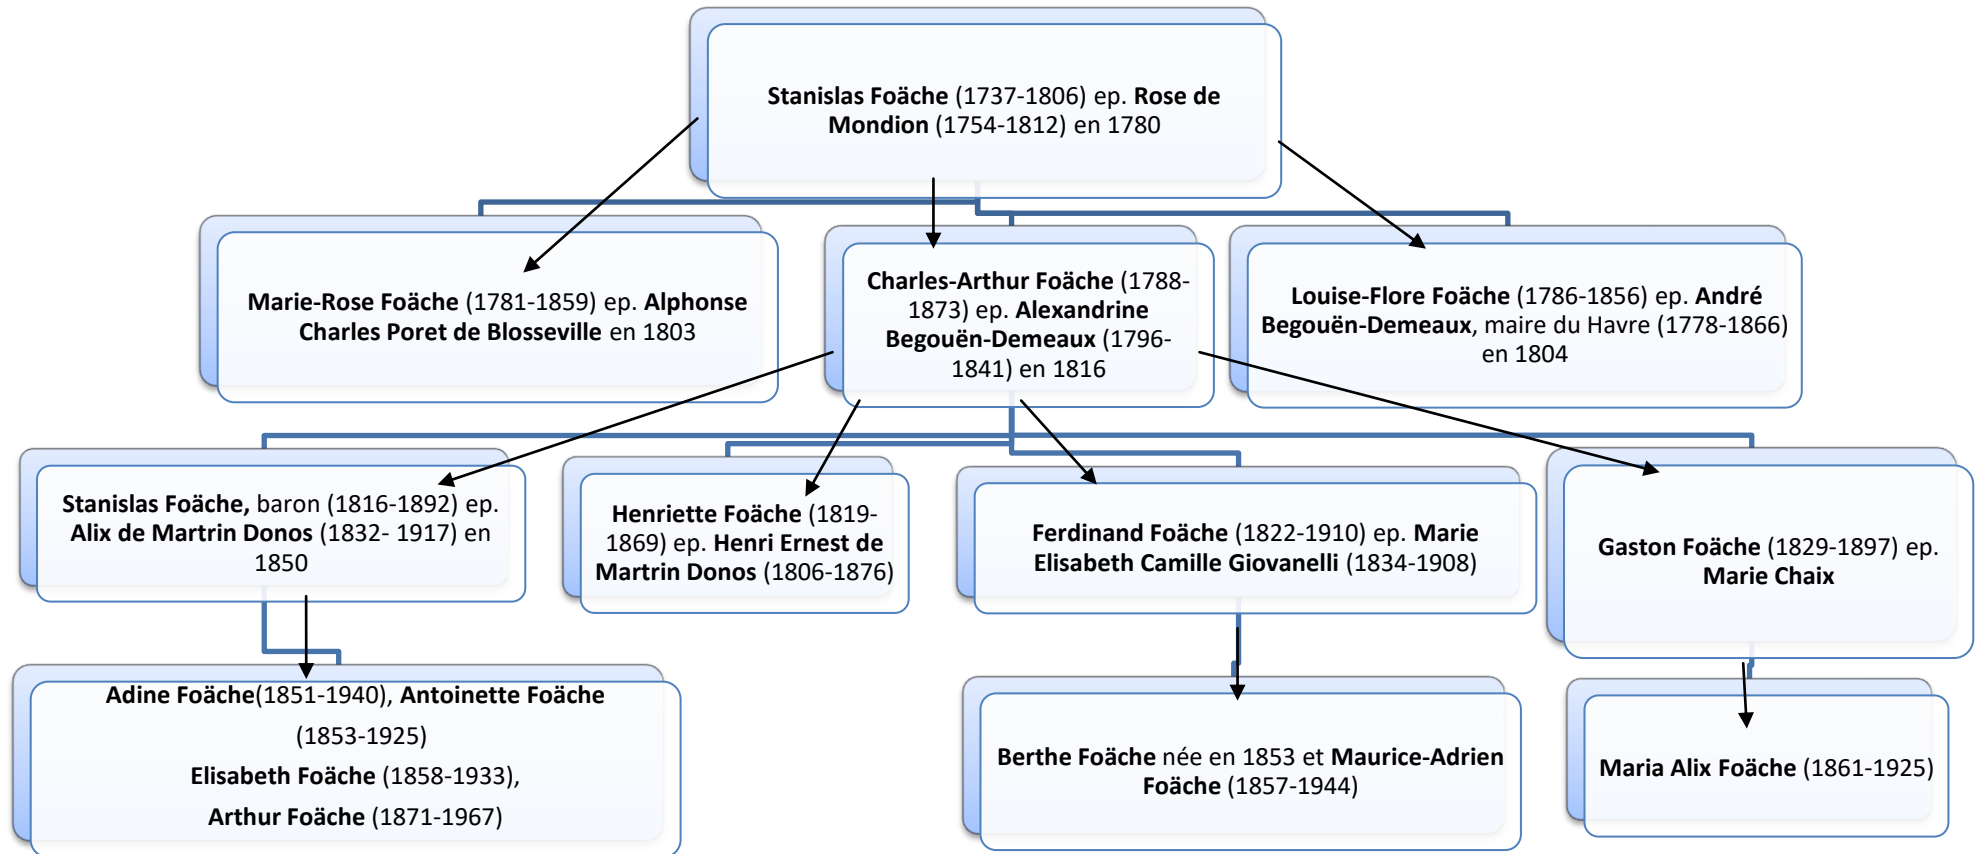 Stanislas Foäche (1737-1806) ep. Rose de
Mondion (1754-1812) en 1780
Marie-Rose Foäche (1781-1859) ep. Alphonse
Charles Poret de Blosseville en 1803
Charles-Arthur Foäche (1788-
1873) ep. Alexandrine
Begouën-Demeaux (1796-
1841) en 1816
Louise-Flore Foäche (1786-1856) ep. André
Begouën-Demeaux, maire du Havre (1778-1866)
en 1804
Stanislas Foäche, baron (1816-1892) ep.
Alix de Martrin Donos (1832- 1917) en
1850
Henriette Foäche (1819-
1869) ep. Henri Ernest de
Martrin Donos (1806-1876)
Ferdinand Foäche (1822-1910) ep. Marie
Elisabeth Camille Giovanelli (1834-1908)
Gaston Foäche (1829-1897) ep.
Marie Chaix
Adine Foäche(1851-1940), Antoinette Foäche
(1853-1925)
Elisabeth Foäche (1858-1933),
Arthur Foäche (1871-1967)
Berthe Foäche née en 1853 et Maurice-Adrien
Foäche (1857-1944)
Maria Alix Foäche (1861-1925)